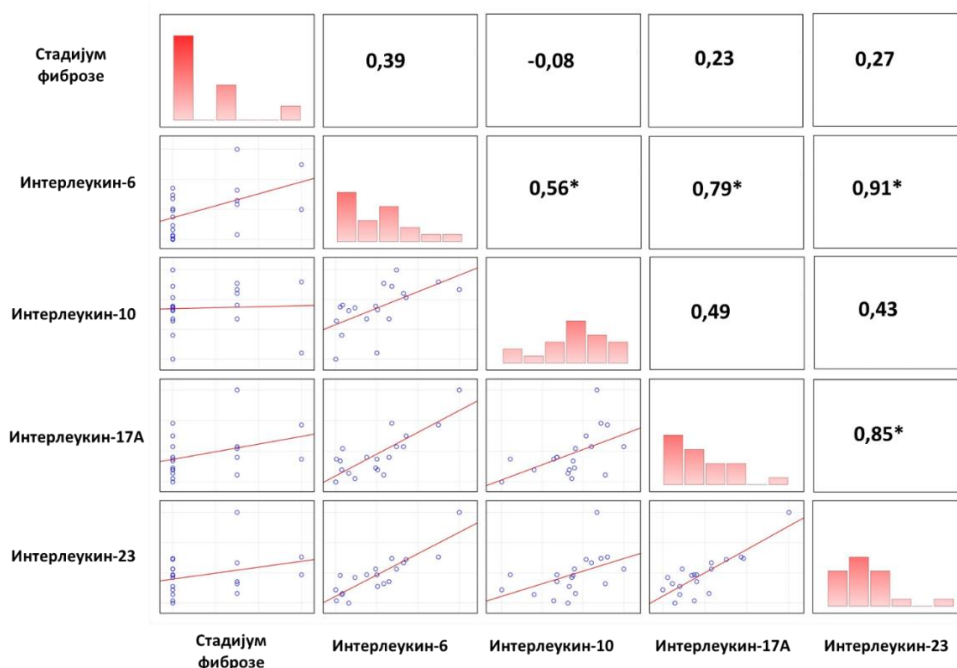 Стадијум
фиброзе
0,39
-0,08
0,23
0,27
Интерлеукин-6
0,56*
0,79*
0,91*
Интерлеукин-10
0,49
0,43
Интерлеукин-17А
0,85*
Интерлеукин-23
Стадијум
фиброзе
Интерлеукин-6
Интерлеукин-10
Интерлеукин-17А
Интерлеукин-23